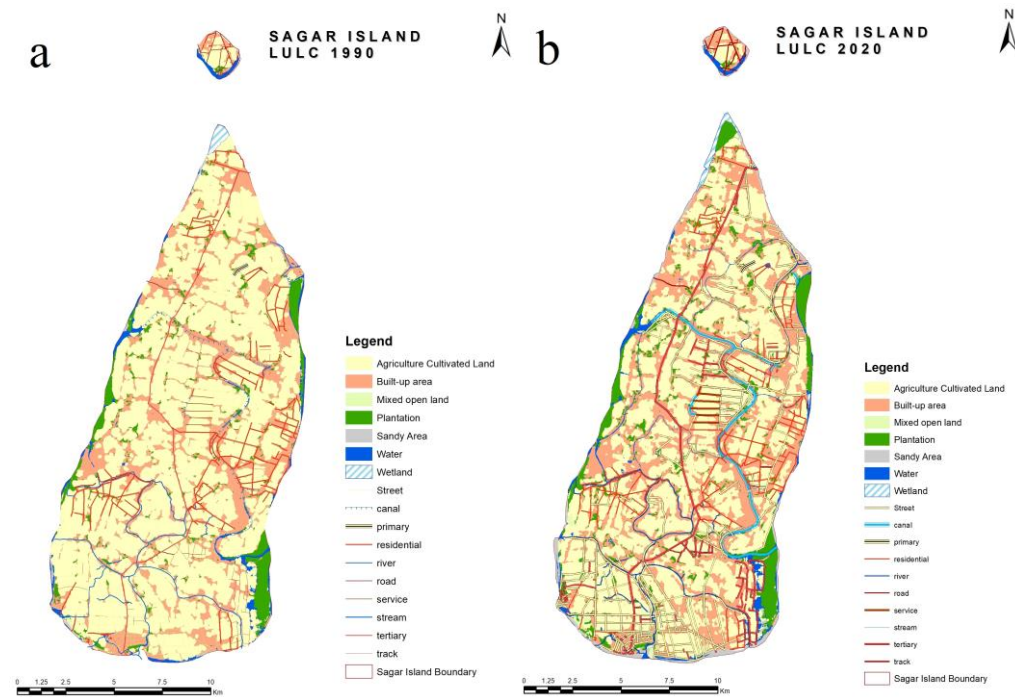 a
SAGAR ISLAND
LULC 1990
N
Legend
Agriculture Cultivated Land
Built-up area
Mixed open land
Plantation
Sandy Area
Water
Wetland
Street
canal
primary
residential
river
road
service
stream
tertiary
track
Sagar Island Boundary
0 1.25 2.5 5 7.5 10
Km
b
SAGAR ISLAND
LULC 2020
N
Legend
Agriculture Cultivated Land
Built-up area
Mixed open land
Plantation
Sandy Area
Water
Wetland
Street
canal
primary
residential
river
road
service
stream
tertiary
track
Sagar Island Boundary
0 1.25 2.5 5 7.5 10
Km